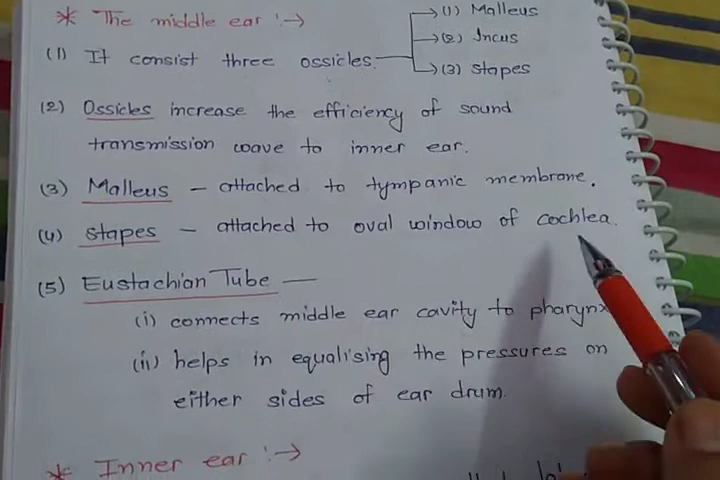 * The middle ear :→
(1) It consist three ossicles. → (1) Malleus
→ (2) Incus
→ (3) Stapes
(2) Ossicles increase the efficiency of sound
transmission wave to inner ear.
(3) Malleus – attached to tympanic membrane.
(4) Stapes – attached to oval window of cochlea.
(5) Eustachian Tube —
(i) connects middle ear cavity to pharynx
(ii) helps in equalising the pressures on
either sides of ear drum.
* Inner ear :→